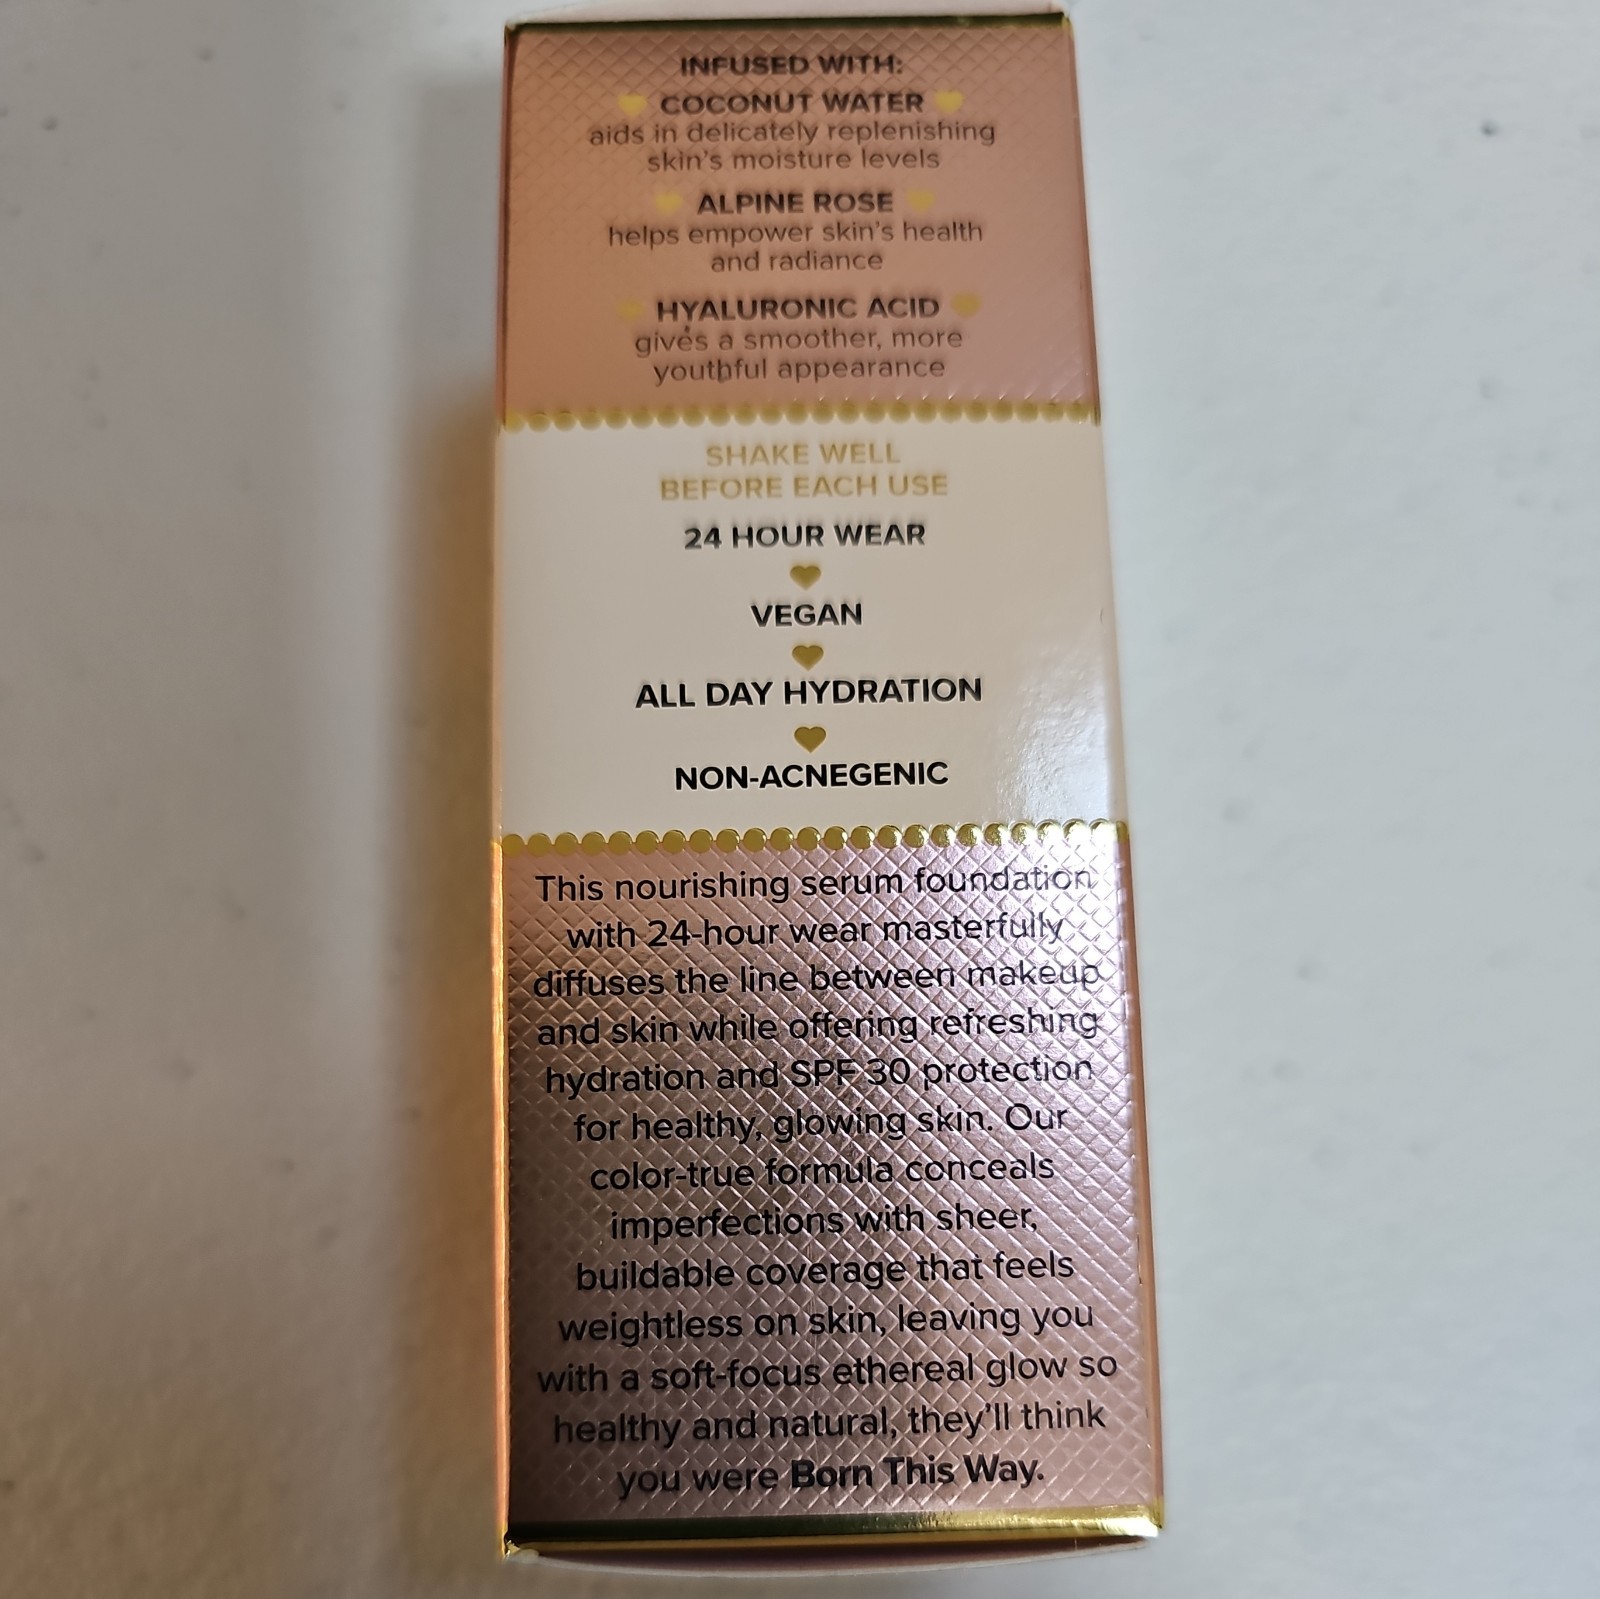 INFUSED WITH:
COCONUT WATER
aids in delicately replenishing
skin's moisture levels
ALPINE ROSE
helps empower skin's health
and radiance
HYALURONIC ACID
gives a smoother, more
youthful appearance
SHAKE WELL
BEFORE EACH USE
24 HOUR WEAR
VEGAN
ALL DAY HYDRATION
NON-ACNEGENIC
This nourishing serum foundation
with 24-hour wear masterfully
diffuses the line between makeup
and skin while offering refreshing
hydration and SPF 30 protection
for healthy, glowing skin. Our
color-true formula conceals
imperfections with sheer,
buildable coverage that feels
weightless on skin, leaving you
with a soft-focus ethereal glow so
healthy and natural, they'll think
you were Born This Way.